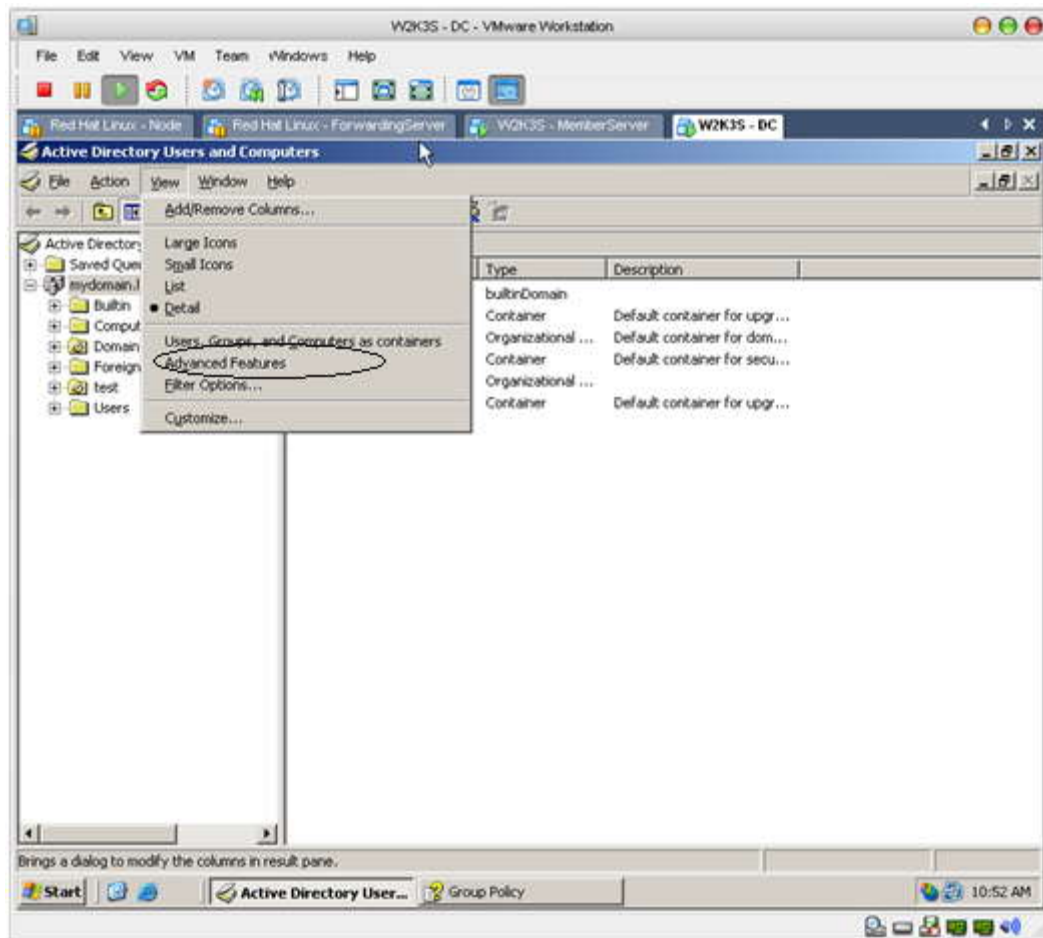 W2K3S - DC - VMware Workstation
File Edit View VM Team Windows Help
Red Hat Linux - Node Red Hat Linux - ForwardingServer W2K3S - MemberServer W2K3S - DC
Active Directory Users and Computers
File Action View Window Help
Add/Remove Columns...
Large Icons
Small Icons
List
Detail
Users, Groups, and Computers as containers
Advanced Features
Filter Options...
Customize...
Active Directory
Saved Quer
mydomain.l
Builtin
Comput
Domain
Foreign
test
Users
Type Description
builtinDomain
Container Default container for upgr...
Organizational ... Default container for dom...
Container Default container for secu...
Organizational ...
Container Default container for upgr...
Brings a dialog to modify the columns in result pane.
Start Active Directory User... Group Policy 10:52 AM